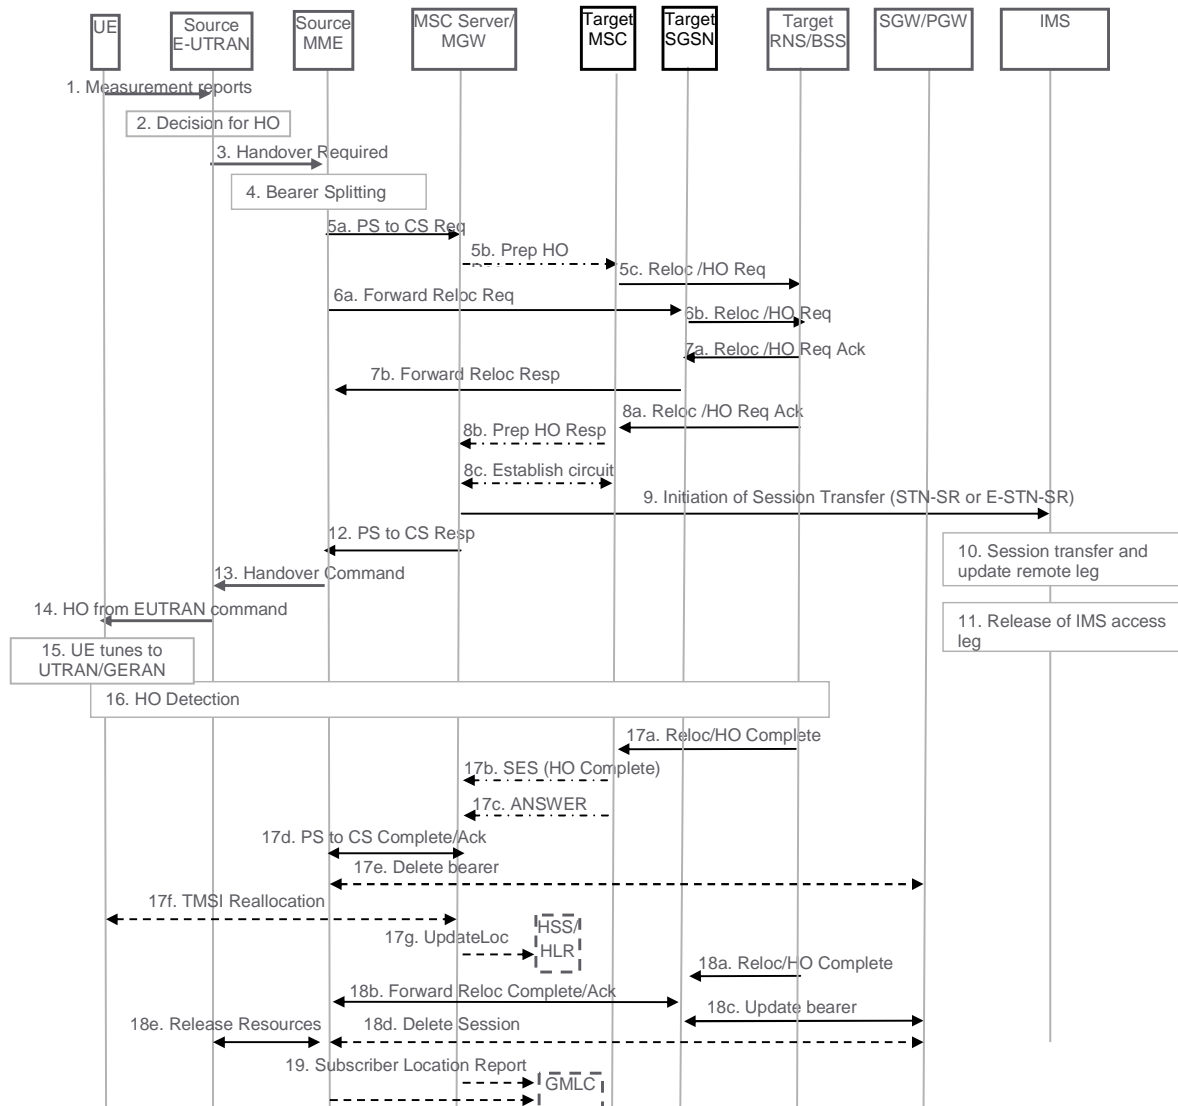 UE
Source
E-UTRAN
Source
MME
MSC Server/
MGW
Target
MSC
Target
SGSN
Target
RNS/BSS
SGW/PGW
IMS
1. Measurement reports
2. Decision for HO
3. Handover Required
4. Bearer Splitting
5a. PS to CS Req
5b. Prep HO
5c. Reloc /HO Req
6a. Forward Reloc Req
6b. Reloc /HO Req
7a. Reloc /HO Req Ack
7b. Forward Reloc Resp
8a. Reloc /HO Req Ack
8b. Prep HO Resp
8c. Establish circuit
9. Initiation of Session Transfer (STN-SR or E-STN-SR)
12. PS to CS Resp
10. Session transfer and
update remote leg
13. Handover Command
14. HO from EUTRAN command
11. Release of IMS access
leg
15. UE tunes to
UTRAN/GERAN
16. HO Detection
17a. Reloc/HO Complete
17b. SES (HO Complete)
17c. ANSWER
17d. PS to CS Complete/Ack
17e. Delete bearer
17f. TMSI Reallocation
HSS/
HLR
17g. UpdateLoc
18a. Reloc/HO Complete
18b. Forward Reloc Complete/Ack
18c. Update bearer
18e. Release Resources
18d. Delete Session
19. Subscriber Location Report
GMLC